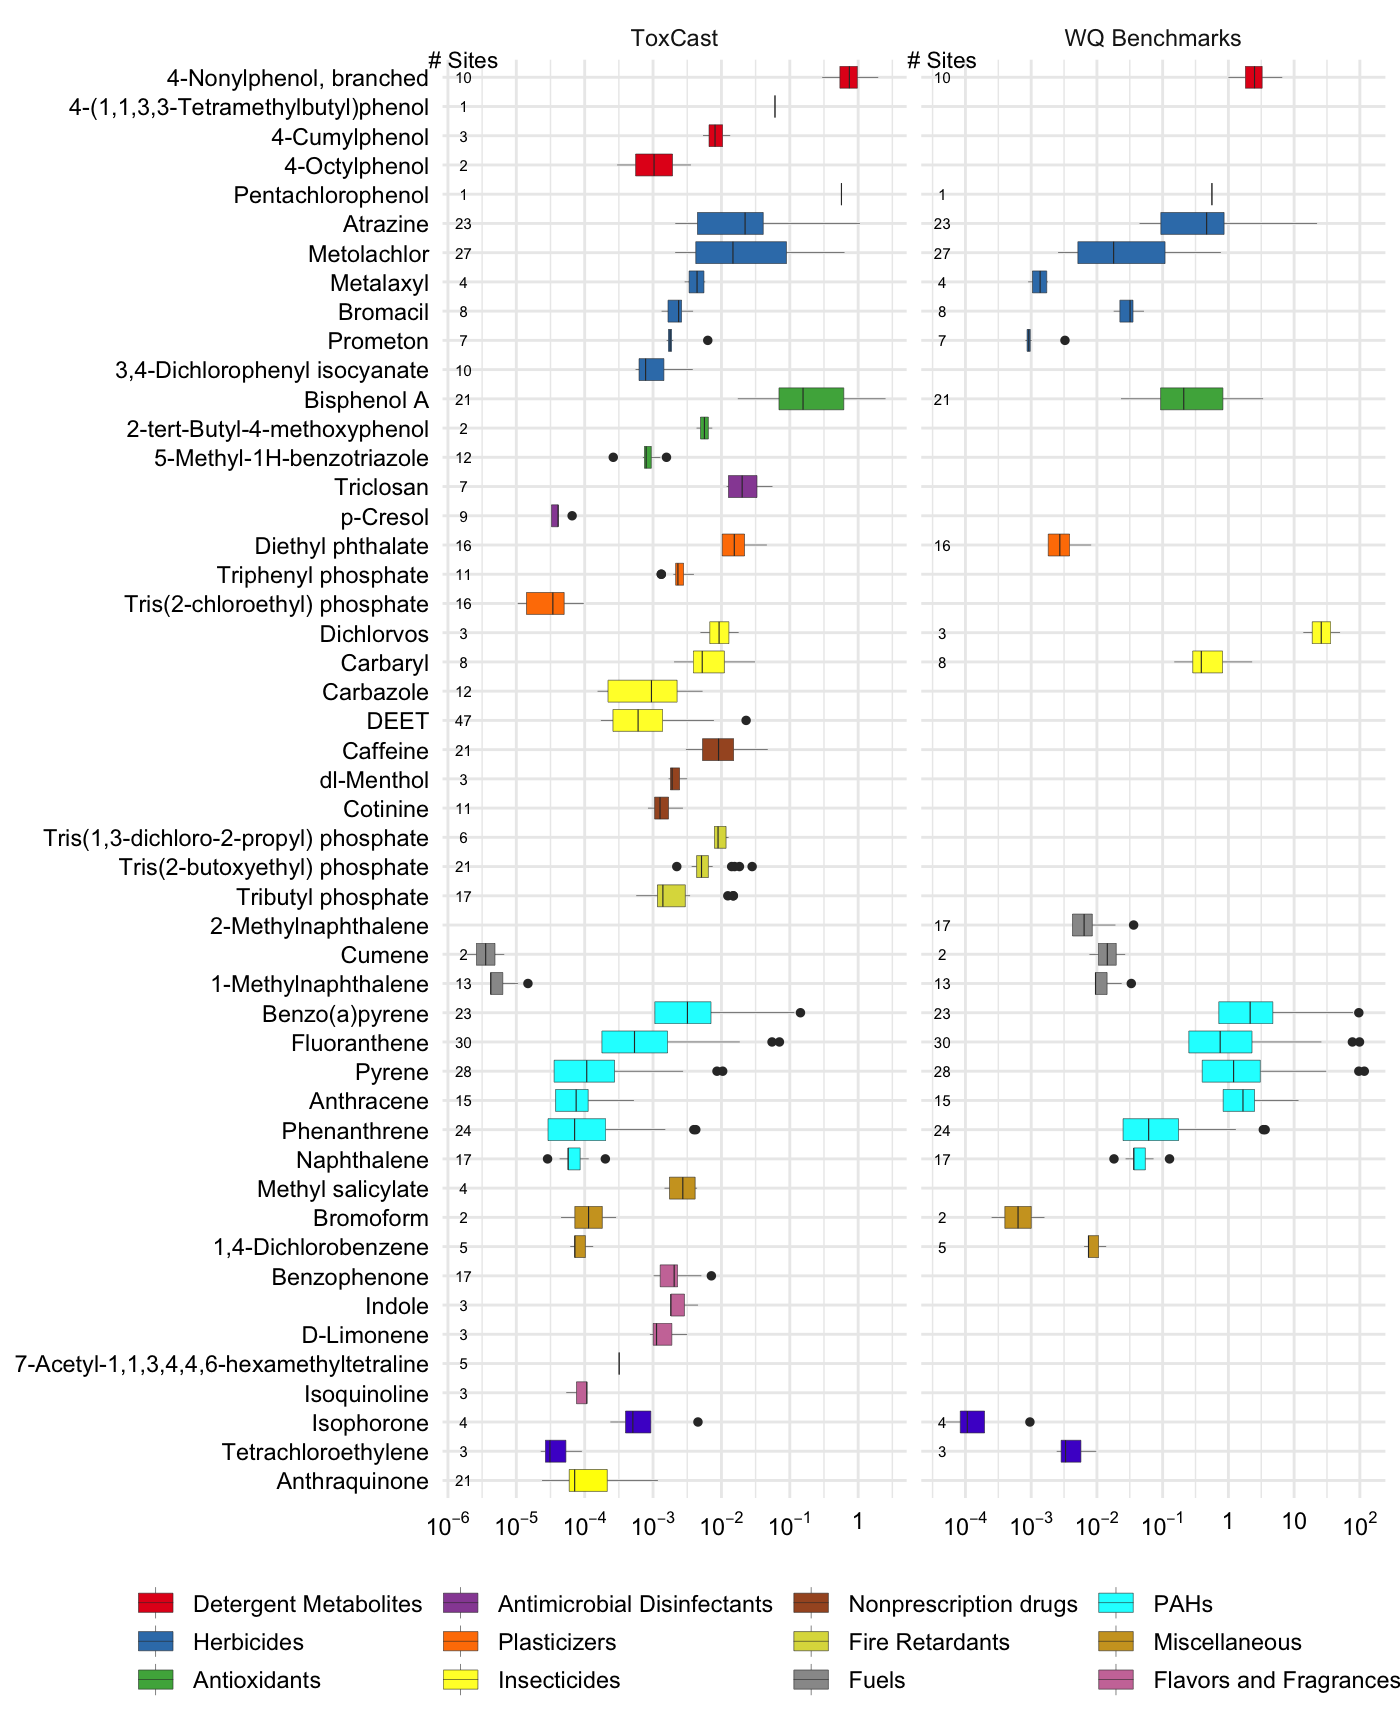 ToxCast WQ Benchmarks
# Sites # Sites
4-Nonylphenol, branched 10 10
4-(1,1,3,3-Tetramethylbutyl)phenol 1
4-Cumylphenol 3
4-Octylphenol 2
Pentachlorophenol 1 1
Atrazine 23 23
Metolachlor 27 27
Metalaxyl 4 4
Bromacil 8 8
Prometon 7 7
3,4-Dichlorophenyl isocyanate 10
Bisphenol A 21 21
2-tert-Butyl-4-methoxyphenol 2
5-Methyl-1H-benzotriazole 12
Triclosan 7
p-Cresol 9
Diethyl phthalate 16 16
Triphenyl phosphate 11
Tris(2-chloroethyl) phosphate 16
Dichlorvos 3 3
Carbaryl 8 8
Carbazole 12
DEET 47
Caffeine 21
dl-Menthol 3
Cotinine 11
Tris(1,3-dichloro-2-propyl) phosphate 6
Tris(2-butoxyethyl) phosphate 21
Tributyl phosphate 17
2-Methylnaphthalene 17
Cumene 2 2
1-Methylnaphthalene 13 13
Benzo(a)pyrene 23 23
Fluoranthene 30 30
Pyrene 28 28
Anthracene 15 15
Phenanthrene 24 24
Naphthalene 17 17
Methyl salicylate 4
Bromoform 2 2
1,4-Dichlorobenzene 5 5
Benzophenone 17
Indole 3
D-Limonene 3
7-Acetyl-1,1,3,4,4,6-hexamethyltetraline 5
Isoquinoline 3
Isophorone 4 4
Tetrachloroethylene 3 3
Anthraquinone 21
10⁻⁶ 10⁻⁵ 10⁻⁴ 10⁻³ 10⁻² 10⁻¹ 1 10⁻⁴ 10⁻³ 10⁻² 10⁻¹ 1 10 10²
Detergent Metabolites Antimicrobial Disinfectants Nonprescription drugs PAHs
Herbicides Plasticizers Fire Retardants Miscellaneous
Antioxidants Insecticides Fuels Flavors and Fragrances